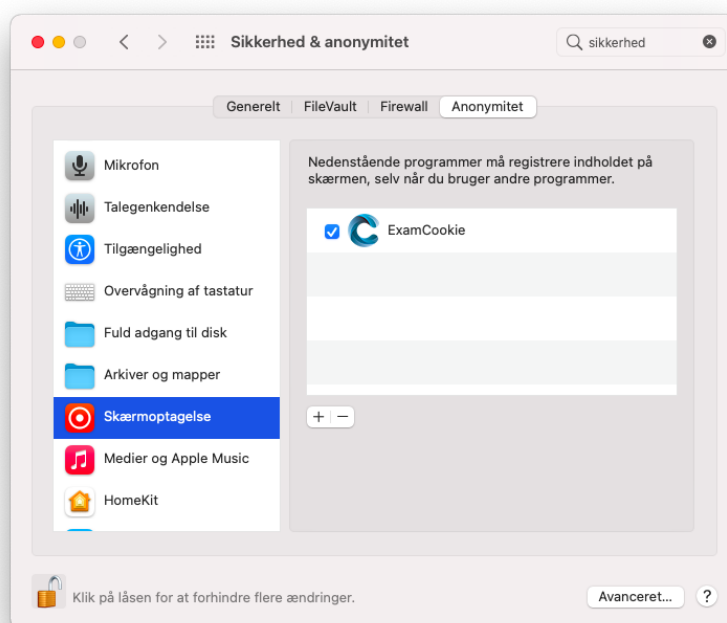 Sikkerhed & anonymitet
sikkerhed
Generelt
FileVault
Firewall
Anonymitet
Mikrofon
Talegenkendelse
Tilgængelighed
Overvågning af tastatur
Fuld adgang til disk
Arkiver og mapper
Skærmoptagelse
Medier og Apple Music
HomeKit
Nedenstående programmer må registrere indholdet på
skærmen, selv når du bruger andre programmer.
ExamCookie
+ −
Klik på låsen for at forhindre flere ændringer.
Avanceret...
?